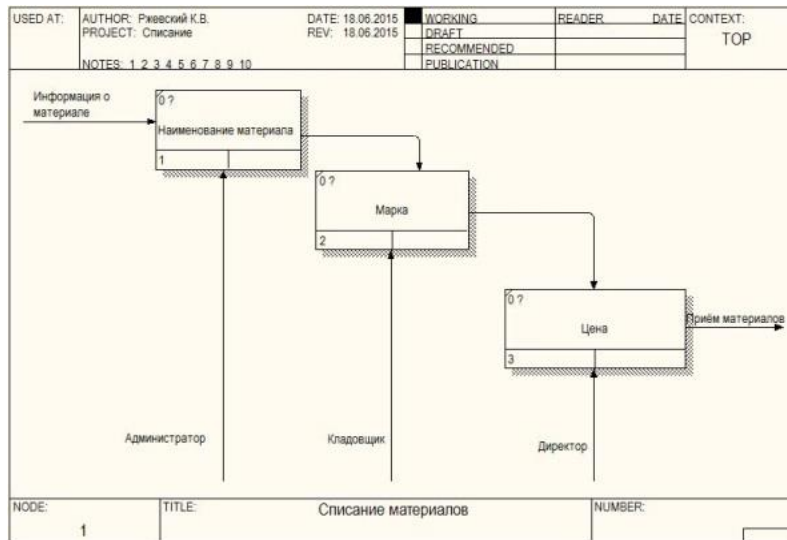 USED AT:
AUTHOR: Ржевский К.В.
DATE: 18.06.2015
WORKING
READER
DATE
CONTEXT:
PROJECT: Списание
REV: 18.06.2015
DRAFT
TOP
RECOMMENDED
NOTES: 1 2 3 4 5 6 7 8 9 10
PUBLICATION
Информация о
материале
0 ?
Наименование материала
1
0 ?
Марка
2
0 ?
Цена
3
Приём материалов
Администратор
Кладовщик
Директор
NODE:
1
TITLE:
Списание материалов
NUMBER: